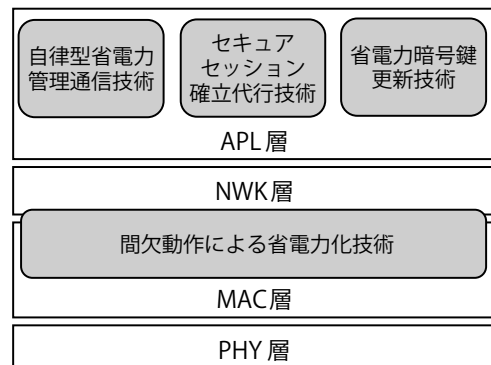 自律型省電力
管理通信技術
セキュア
セッション
確立代行技術
省電力暗号鍵
更新技術
APL層
NWK層
間欠動作による省電力化技術
MAC層
PHY層